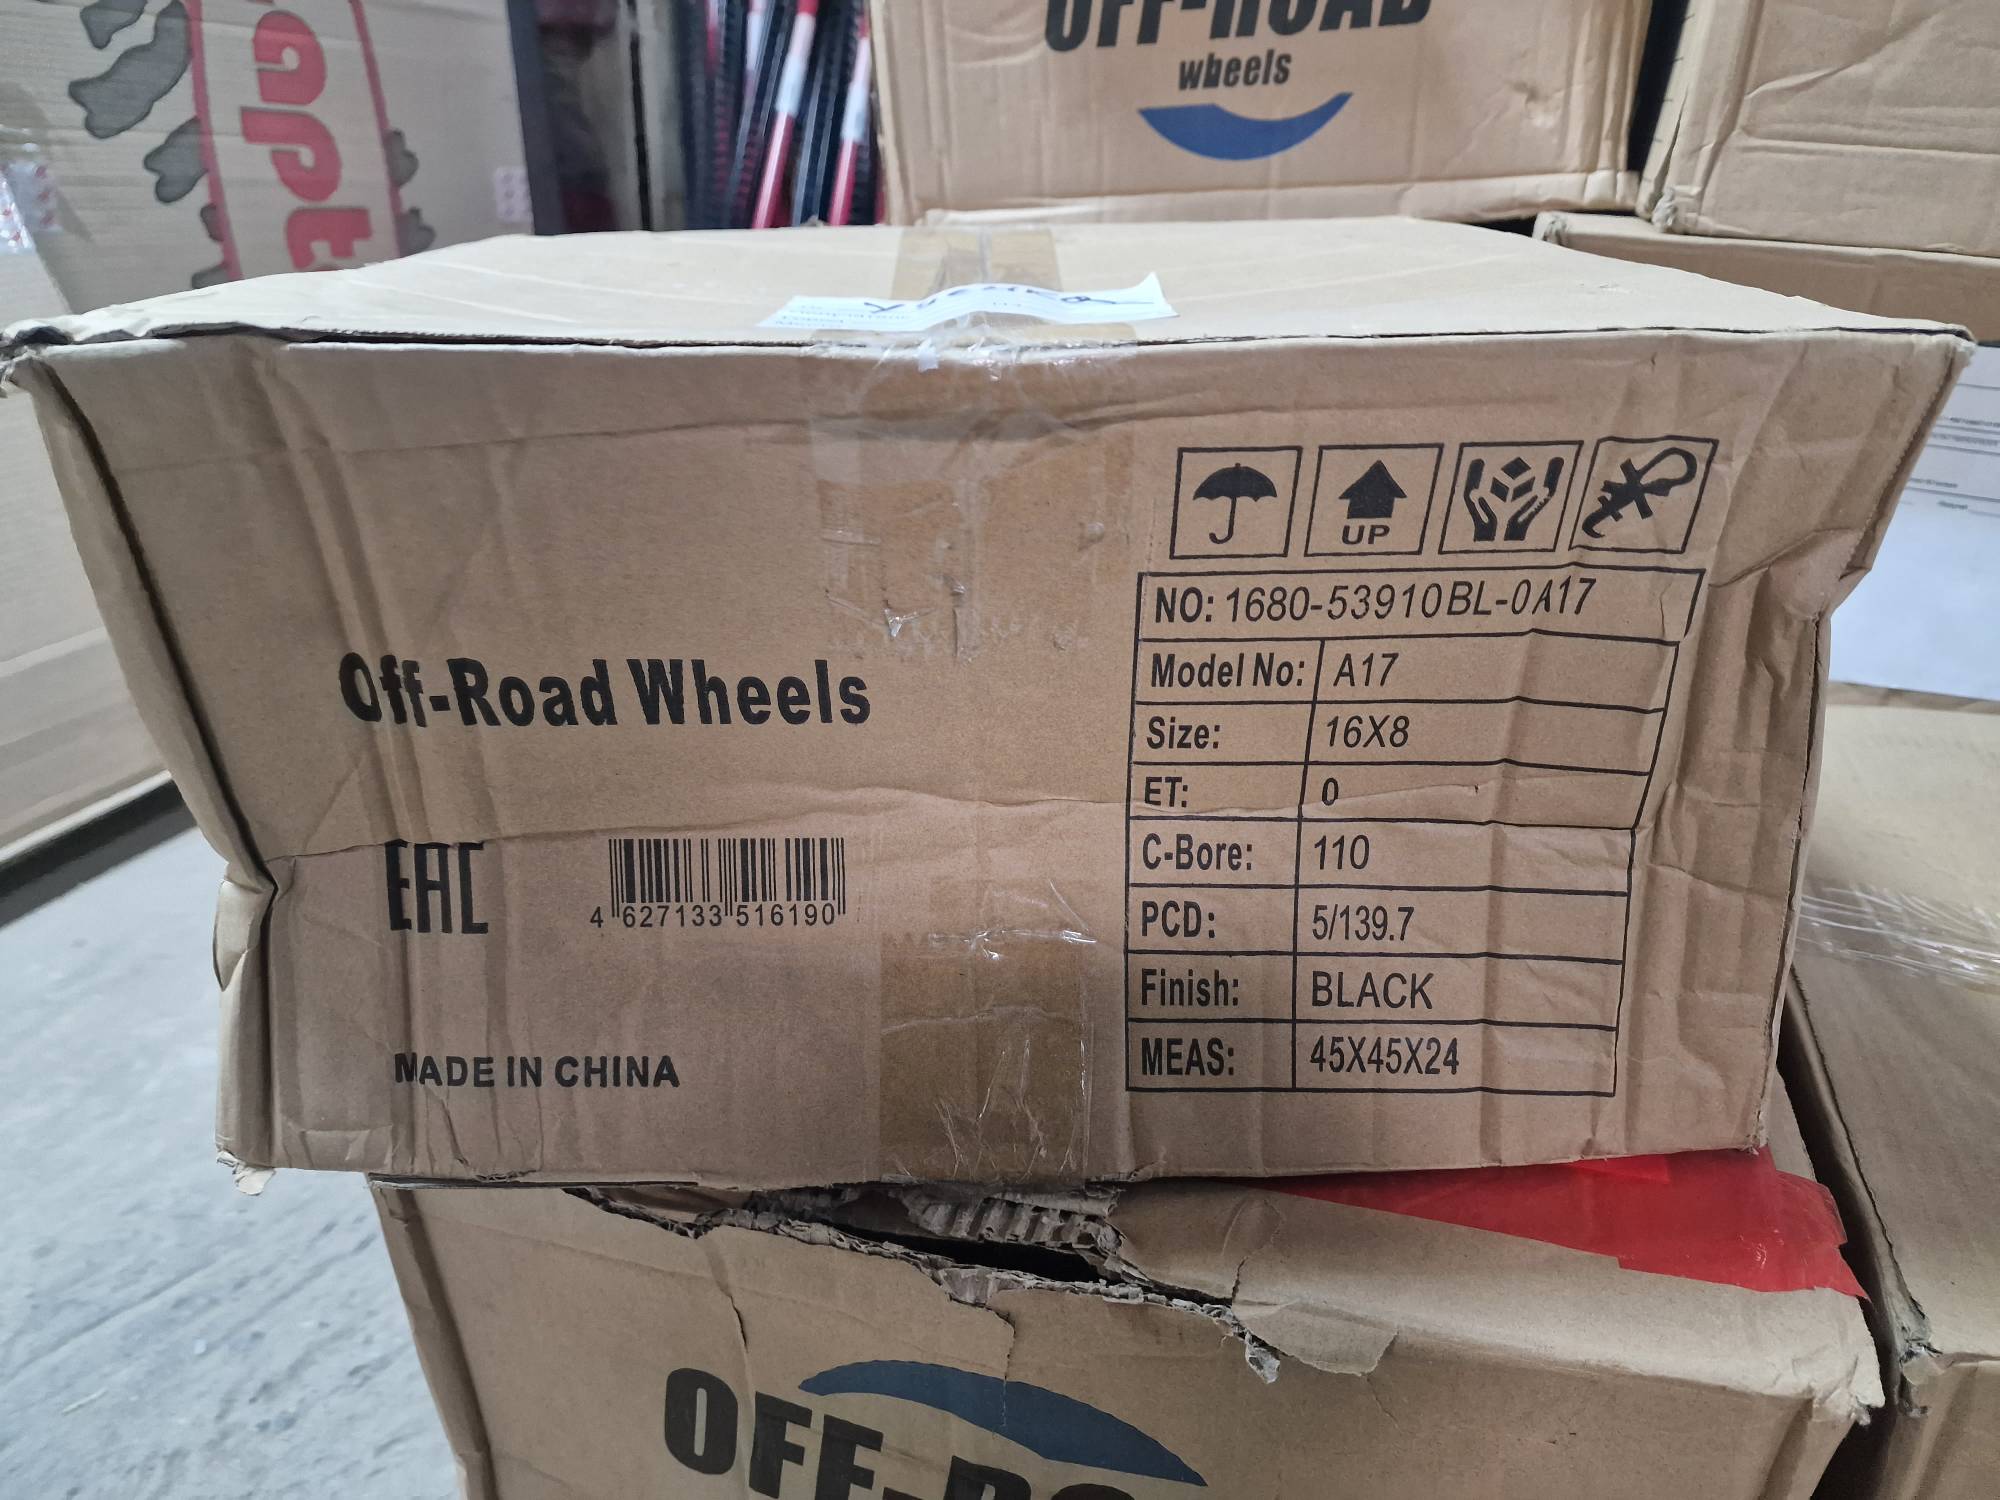 OFF-ROAD
wheels
UP
NO: 1680-53910BL-0A17
Model No: A17
Size: 16X8
ET: 0
C-Bore: 110
PCD: 5/139.7
Finish: BLACK
MEAS: 45X45X24
Off-Road Wheels
EAC
4 627133 516190
MADE IN CHINA